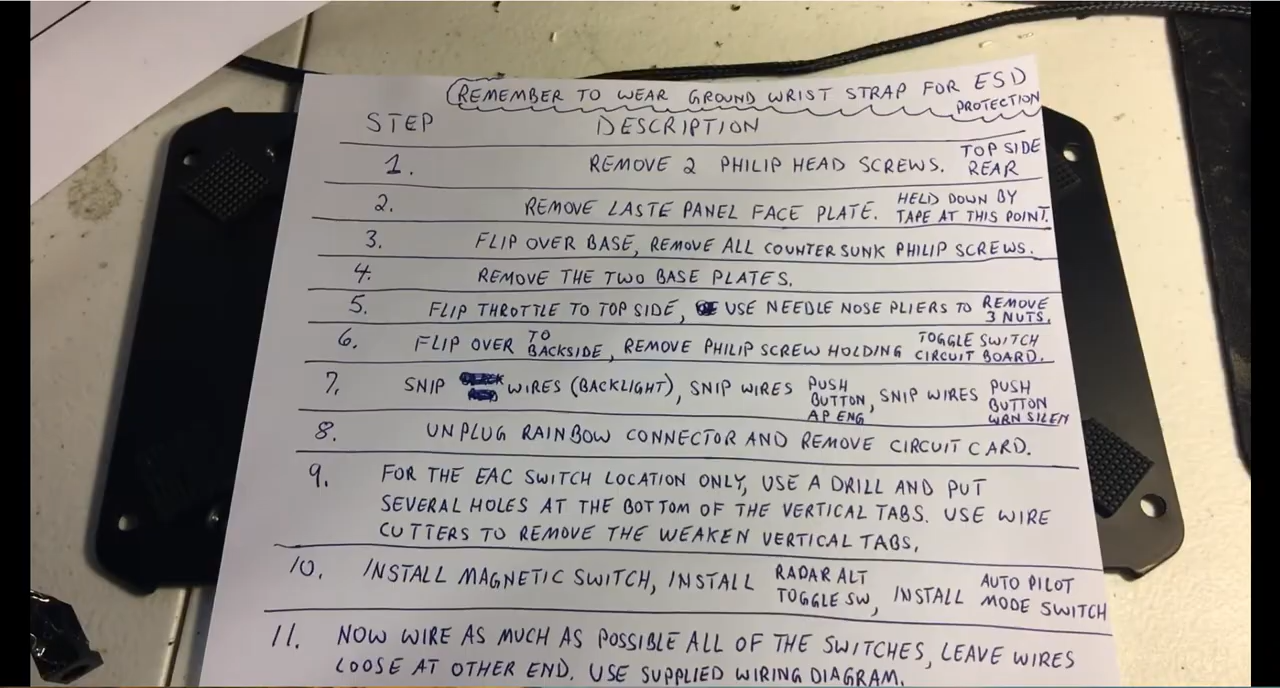 REMEMBER TO WEAR GROUND WRIST STRAP FOR ESD PROTECTION
STEP DESCRIPTION
1. REMOVE 2 PHILIP HEAD SCREWS. TOP SIDE REAR
2. REMOVE LASTE PANEL FACE PLATE. HELD DOWN BY TAPE AT THIS POINT.
3. FLIP OVER BASE, REMOVE ALL COUNTERSUNK PHILIP SCREWS.
4. REMOVE THE TWO BASE PLATES.
5. FLIP THROTTLE TO TOP SIDE, USE NEEDLE NOSE PLIERS TO REMOVE 3 NUTS.
6. FLIP OVER TO BACKSIDE, REMOVE PHILIP SCREW HOLDING TOGGLE SWITCH CIRCUIT BOARD.
7. SNIP WIRES (BACKLIGHT), SNIP WIRES PUSH BUTTON AP ENG, SNIP WIRES PUSH BUTTON WRN SILEN
8. UNPLUG RAINBOW CONNECTOR AND REMOVE CIRCUIT CARD.
9. FOR THE EAC SWITCH LOCATION ONLY, USE A DRILL AND PUT
SEVERAL HOLES AT THE BOTTOM OF THE VERTICAL TABS. USE WIRE
CUTTERS TO REMOVE THE WEAKEN VERTICAL TABS.
10. INSTALL MAGNETIC SWITCH, INSTALL RADAR ALT TOGGLE SW, INSTALL AUTO PILOT MODE SWITCH
11. NOW WIRE AS MUCH AS POSSIBLE ALL OF THE SWITCHES, LEAVE WIRES
LOOSE AT OTHER END. USE SUPPLIED WIRING DIAGRAM.